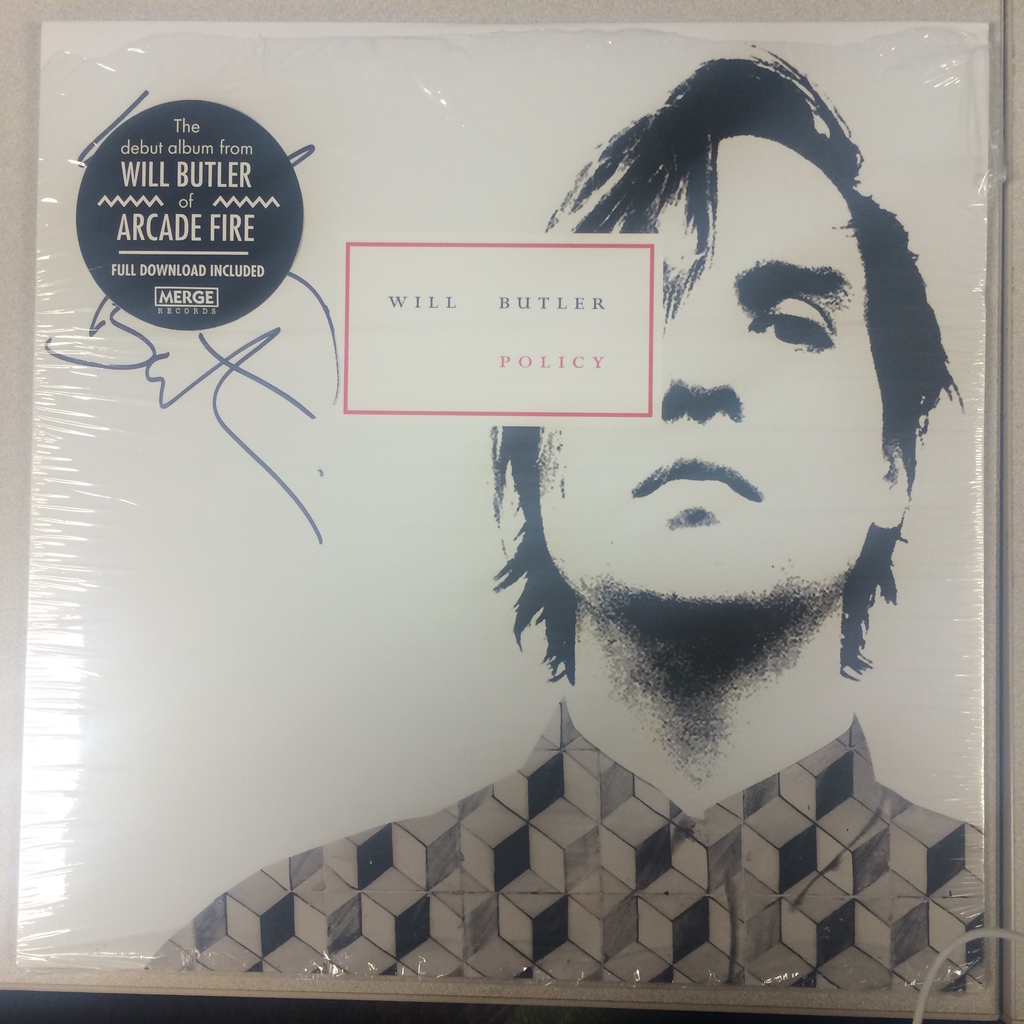 The
debut album from
WILL BUTLER
of
ARCADE FIRE
FULL DOWNLOAD INCLUDED
MERGE
RECORDS
WILL BUTLER
POLICY